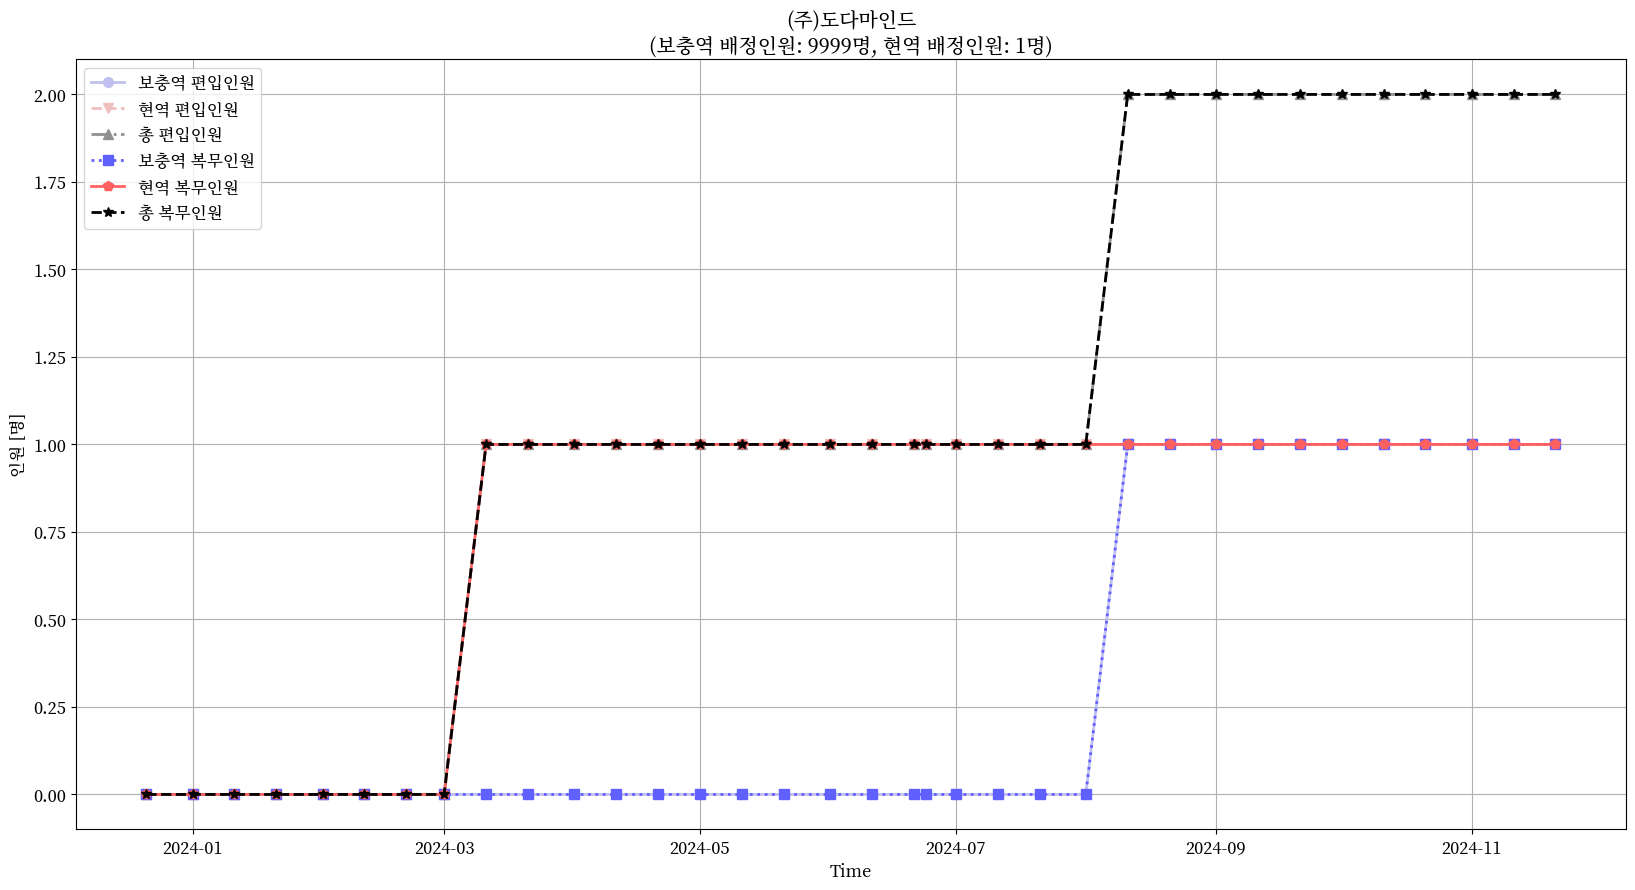 (주)도다마인드
(보충역 배정인원: 9999명, 현역 배정인원: 1명)
보충역 편입인원
현역 편입인원
총 편입인원
보충역 복무인원
현역 복무인원
총 복무인원
인원 [명]
2.00
1.75
1.50
1.25
1.00
0.75
0.50
0.25
0.00
2024-01
2024-03
2024-05
2024-07
2024-09
2024-11
Time